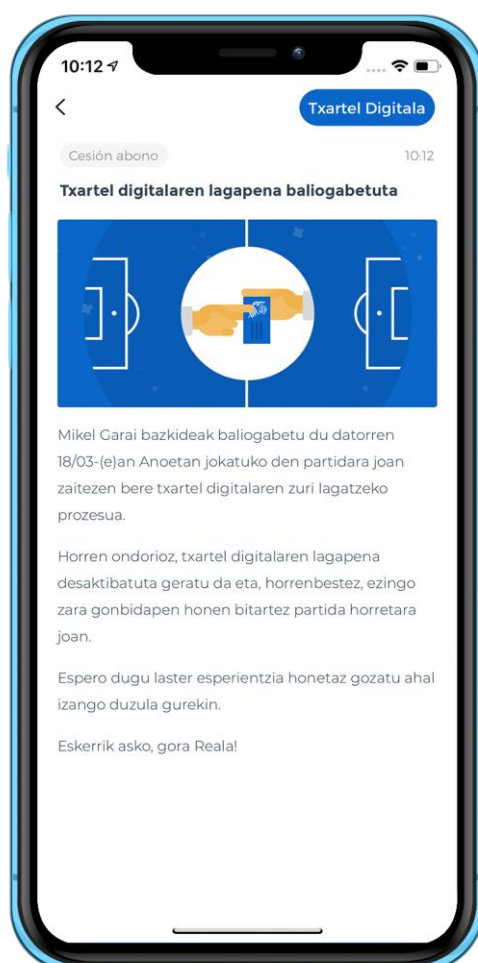 10:12
Txartel Digitala
Cesión abono
10:12
Txartel digitalaren lagapena baliogabetuta
Mikel Garai bazkideak baliogabetu du datorren
18/03-(e)an Anoetan jokatuko den partidara joan
zaitezen bere txartel digitalaren zuri lagatzeko
prozesua.
Horren ondorioz, txartel digitalaren lagapena
desaktibatuta geratu da eta, horrenbestez, ezingo
zara gonbidapen honen bitartez partida horretara
joan.
Espero dugu laster esperientzia honetaz gozatu ahal
izango duzula gurekin.
Eskerrik asko, gora Reala!